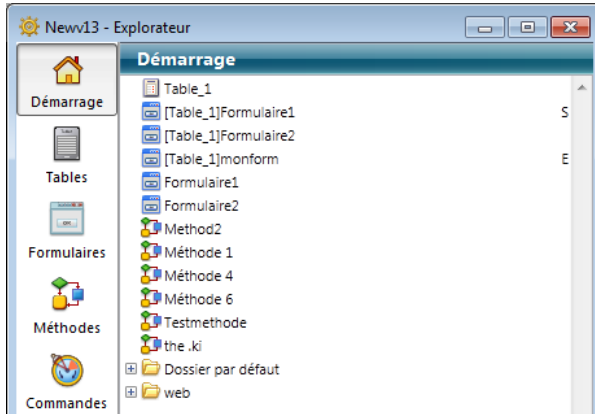 Newv13 - Explorateur
Démarrage
Démarrage
Tables
Formulaires
Méthodes
Commandes
Table_1
[Table_1]Formulaire1 S
[Table_1]Formulaire2
[Table_1]monform E
Formulaire1
Formulaire2
Method2
Méthode 1
Méthode 4
Méthode 6
Testmethode
the .ki
Dossier par défaut
web